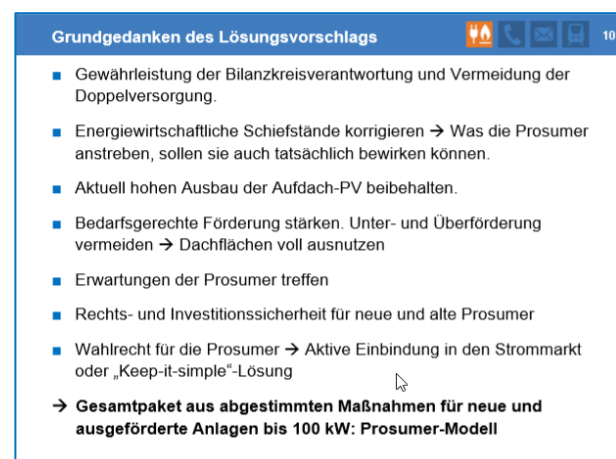 Grundgedanken des Lösungsvorschlags
10
■ Gewährleistung der Bilanzkreisverantwortung und Vermeidung der
Doppelversorgung.
■ Energiewirtschaftliche Schiefstände korrigieren → Was die Prosumer
anstreben, sollen sie auch tatsächlich bewirken können.
■ Aktuell hohen Ausbau der Aufdach-PV beibehalten.
■ Bedarfsgerechte Förderung stärken. Unter- und Überförderung
vermeiden → Dachflächen voll ausnutzen
■ Erwartungen der Prosumer treffen
■ Rechts- und Investitionssicherheit für neue und alte Prosumer
■ Wahlrecht für die Prosumer → Aktive Einbindung in den Strommarkt
oder „Keep-it-simple“-Lösung
→ Gesamtpaket aus abgestimmten Maßnahmen für neue und
ausgeförderte Anlagen bis 100 kW: Prosumer-Modell